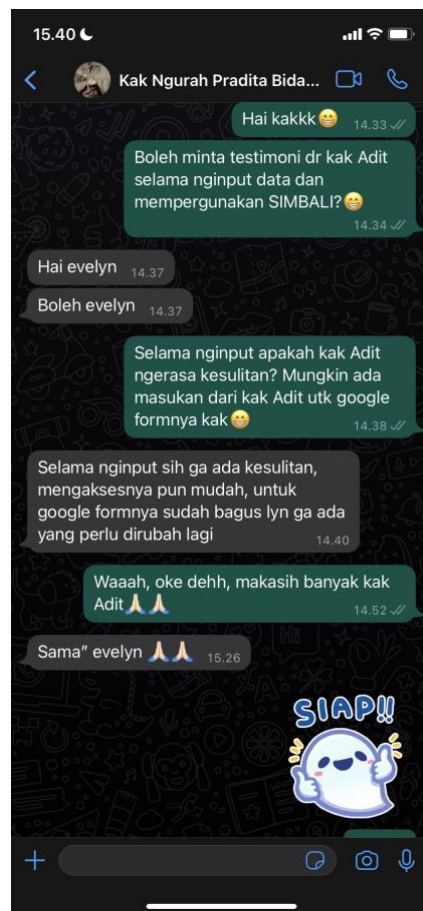 15.40
Kak Ngurah Pradita Bida...
Hai kakkk😁 14.33
Boleh minta testimoni dr kak Adit
selama nginput data dan
mempergunakan SIMBALI?😁
14.34
Hai evelyn 14.37
Boleh evelyn 14.37
Selama nginput apakah kak Adit
ngerasa kesulitan? Mungkin ada
masukan dari kak Adit utk google
formnya kak😁
14.38
Selama nginput sih ga ada kesulitan,
mengaksesnya pun mudah, untuk
google formnya sudah bagus lyn ga ada
yang perlu dirubah lagi
14.40
Waaah, oke dehh, makasih banyak kak
Adit🙏🏻🙏🏻 14.52
Sama” evelyn 🙏🏻🙏🏻 15.26
SIAP!!